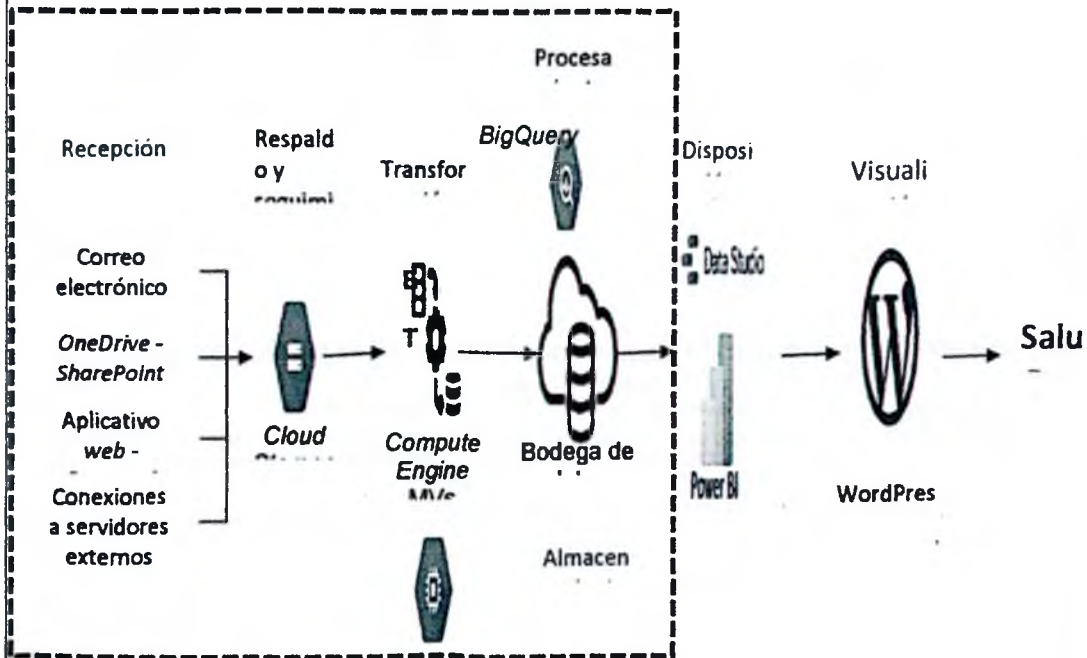 Procesa
Recepción
Respald
o y
Transfor
BigQuery
Disposi
Visuali
Correo
electrónico
OneDrive -
SharePoint
Aplicativo
web -
Conexiones
a servidores
externos
Cloud
T
Compute
Engine
MVs
Bodega de
Almacen
Data Studio
Power BI
WordPres
Salu